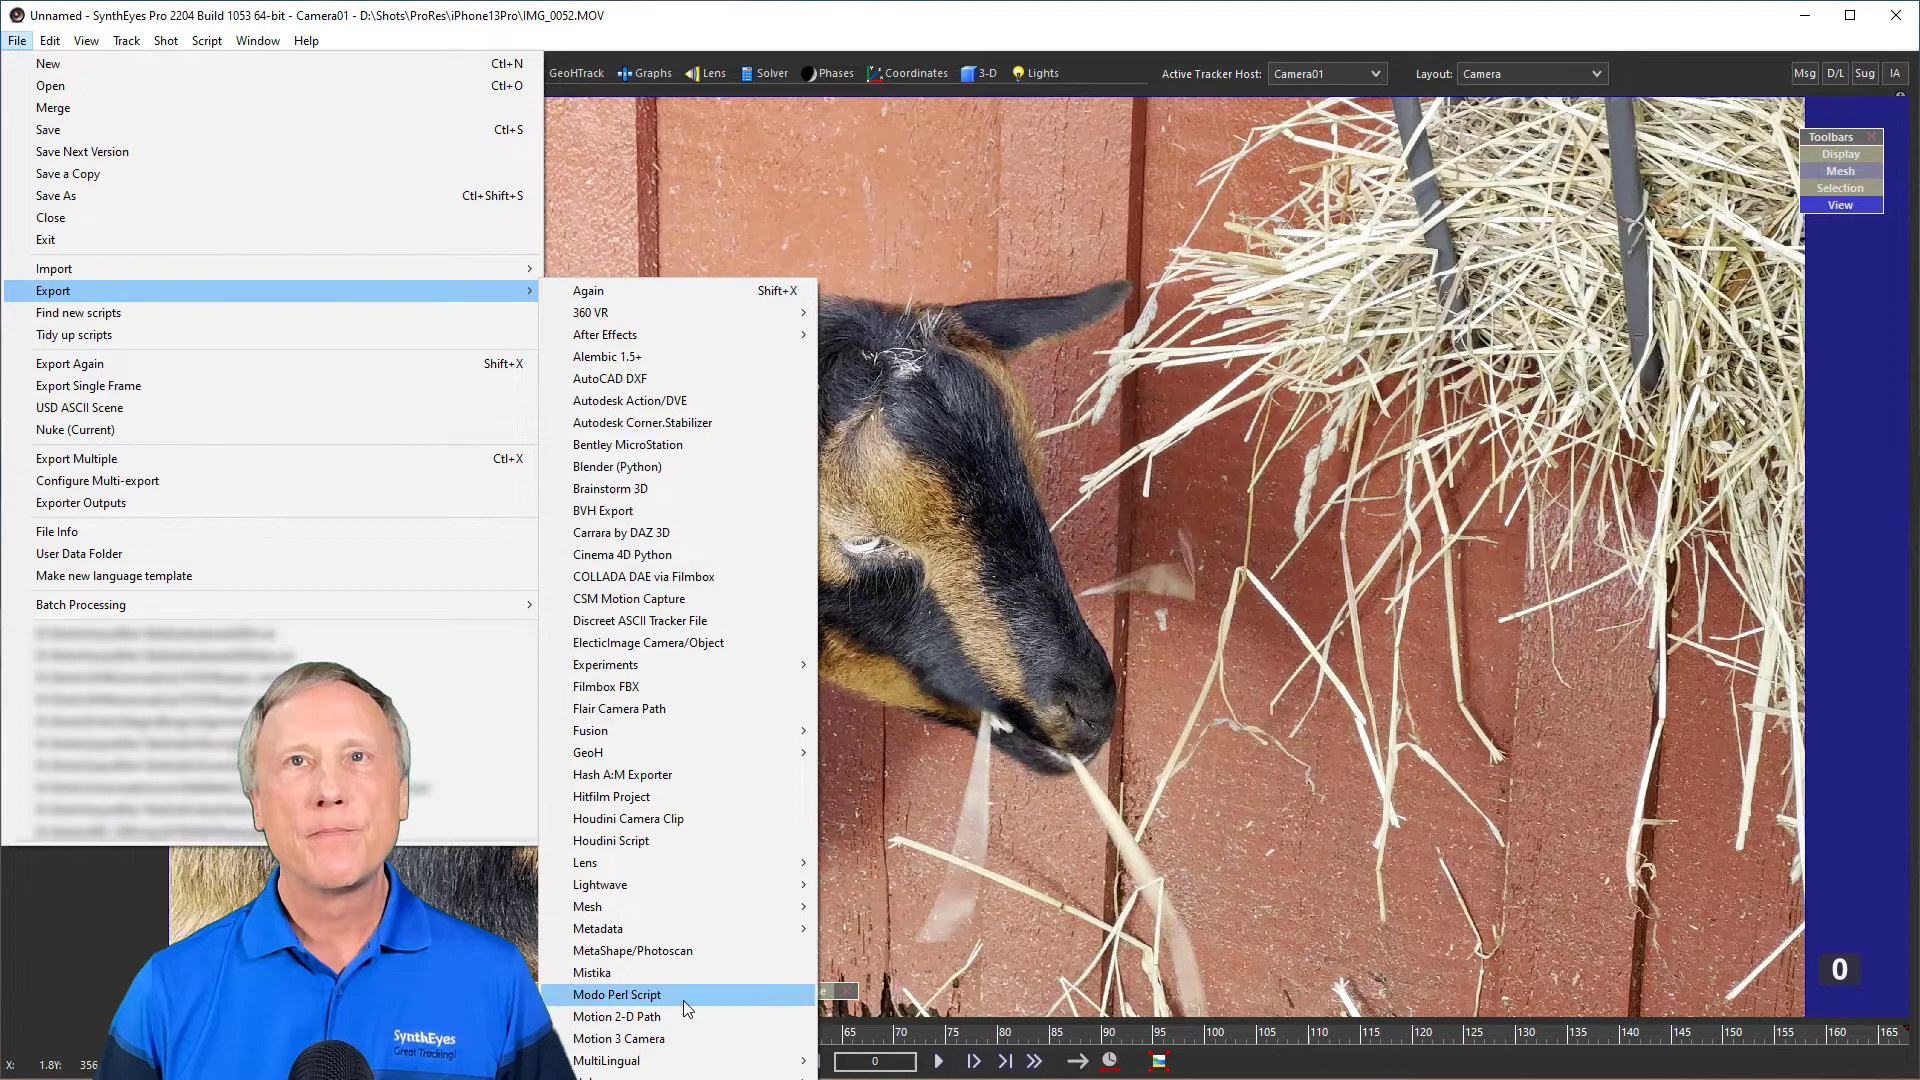 Unnamed - SynthEyes Pro 2204 Build 1053 64-bit - Camera01 - D:\Shots\ProRes\iPhone13Pro\IMG_0052.MOV
File Edit View Track Shot Script Window Help
GeoHTrack Graphs Lens Solver Phases Coordinates 3-D Lights Active Tracker Host: Camera01 Layout: Camera Msg D/L Sug IA
New Ctl+N
Open Ctl+O
Merge
Save Ctl+S
Save Next Version
Save a Copy
Save As Ctl+Shift+S
Close
Exit
Import
Export
Find new scripts
Tidy up scripts
Export Again Shift+X
Export Single Frame
USD ASCII Scene
Nuke (Current)
Export Multiple Ctl+X
Configure Multi-export
Exporter Outputs
File Info
User Data Folder
Make new language template
Batch Processing
Again Shift+X
360 VR
After Effects
Alembic 1.5+
AutoCAD DXF
Autodesk Action/DVE
Autodesk Corner.Stabilizer
Bentley MicroStation
Blender (Python)
Brainstorm 3D
BVH Export
Carrara by DAZ 3D
Cinema 4D Python
COLLADA DAE via Filmbox
CSM Motion Capture
Discreet ASCII Tracker File
ElecticImage Camera/Object
Experiments
Filmbox FBX
Flair Camera Path
Fusion
GeoH
Hash A:M Exporter
Hitfilm Project
Houdini Camera Clip
Houdini Script
Lens
Lightwave
Mesh
Metadata
MetaShape/Photoscan
Mistika
Modo Perl Script
Motion 2-D Path
Motion 3 Camera
MultiLingual
Toolbars
Display
Mesh
Selection
View
0
65 70 75 80 85 90 95 100 105 110 115 120 125 130 135 140 145 150 155 160 165
X: 1.8Y: 356
0
SynthEyes
Great Tracking!